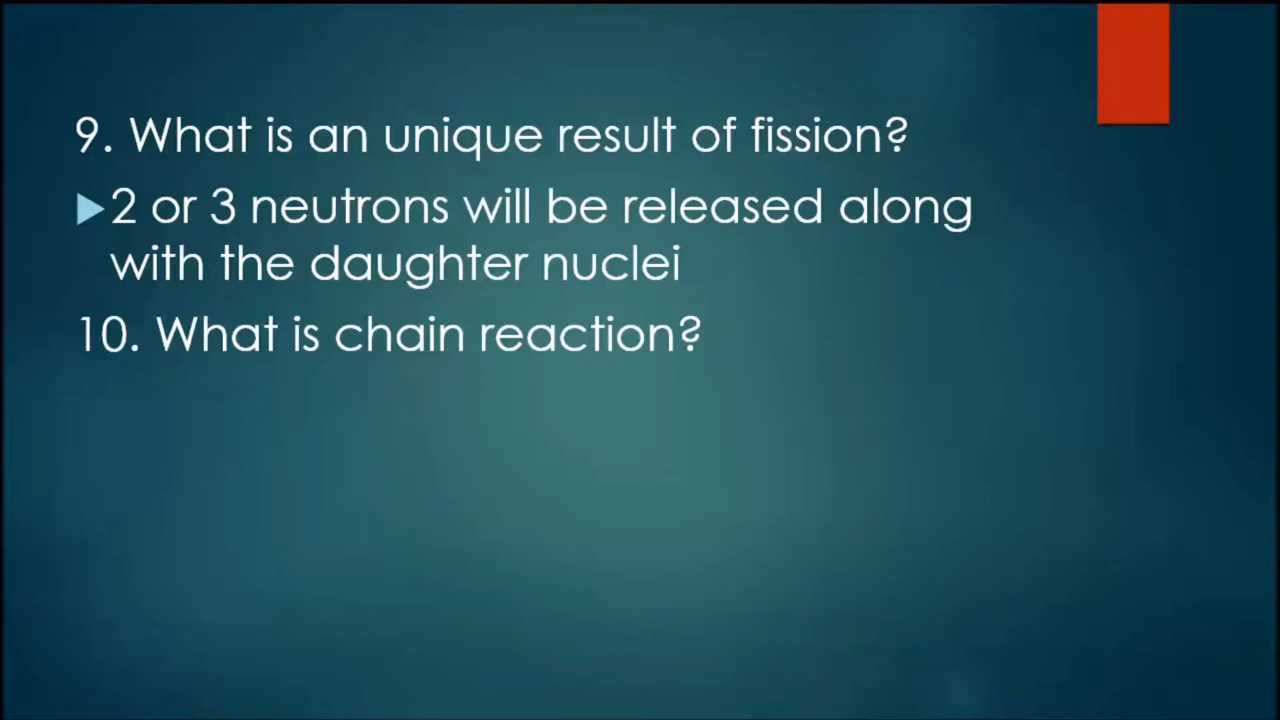 9. What is an unique result of fission?
2 or 3 neutrons will be released along
with the daughter nuclei
10. What is chain reaction?